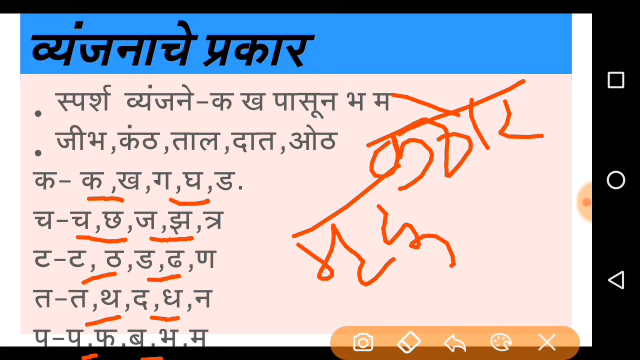 व्यंजनाचे प्रकार
• स्पर्श व्यंजने-क ख पासून भ म
• जीभ,कंठ,ताल,दात,ओठ
क- क,ख,ग,घ,ड.
च-च,छ,ज,झ,त्र
ट-ट, ठ,ड,ढ,ण
त-त,थ,द,ध,न
प-प,फ,ब,भ,म